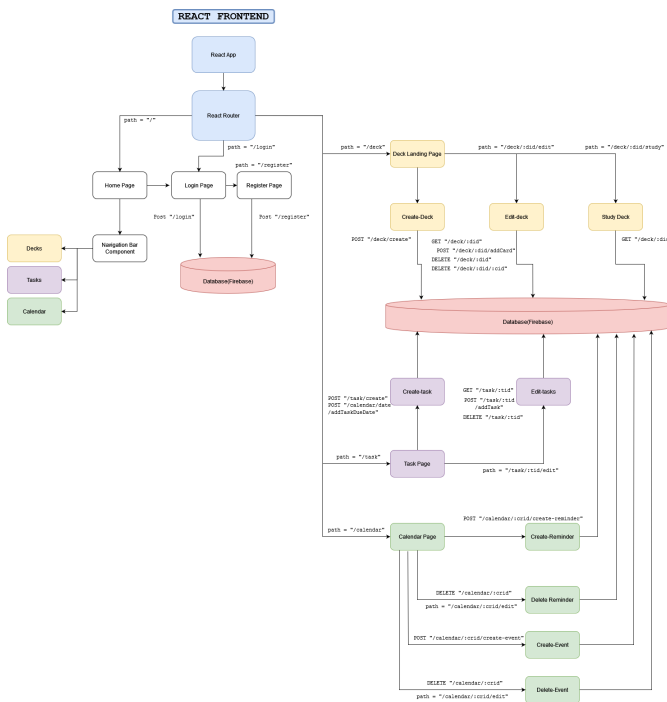 REACT FRONTEND
React App
React Router
path = "/"
path = "/login"
path = "/register"
Home Page
Login Page
Register Page
Post "/login"
Post "/register"
Navigation Bar
Component
Decks
Tasks
Calendar
Database(Firebase)
path = "/deck"
Deck Landing Page
path = "/deck/:did/edit"
path = "/deck/:did/study"
Create-Deck
Edit-deck
Study Deck
POST "/deck/create"
GET "/deck/:did"
POST "/deck/:did/addCard"
DELETE "/deck/:did"
DELETE "/deck/:did/:cid"
GET "/deck/:did
Database(Firebase)
Create-task
Edit-tasks
POST "/task/create"
POST "/calendar/date
/addTaskDueDate"
GET "/task/:tid"
POST "/task/:tid
/addTask"
DELETE "/task/:tid"
path = "/task"
Task Page
path = "/task/:tid/edit"
path = "/calendar"
Calendar Page
POST "/calendar/:crid/create-reminder"
Create-Reminder
DELETE "/calendar/:crid"
path = "/calendar/:crid/edit"
Delete Reminder
POST "/calendar/:crid/create-event"
Create-Event
DELETE "/calendar/:crid"
path = "/calendar/:crid/edit"
Delete-Event